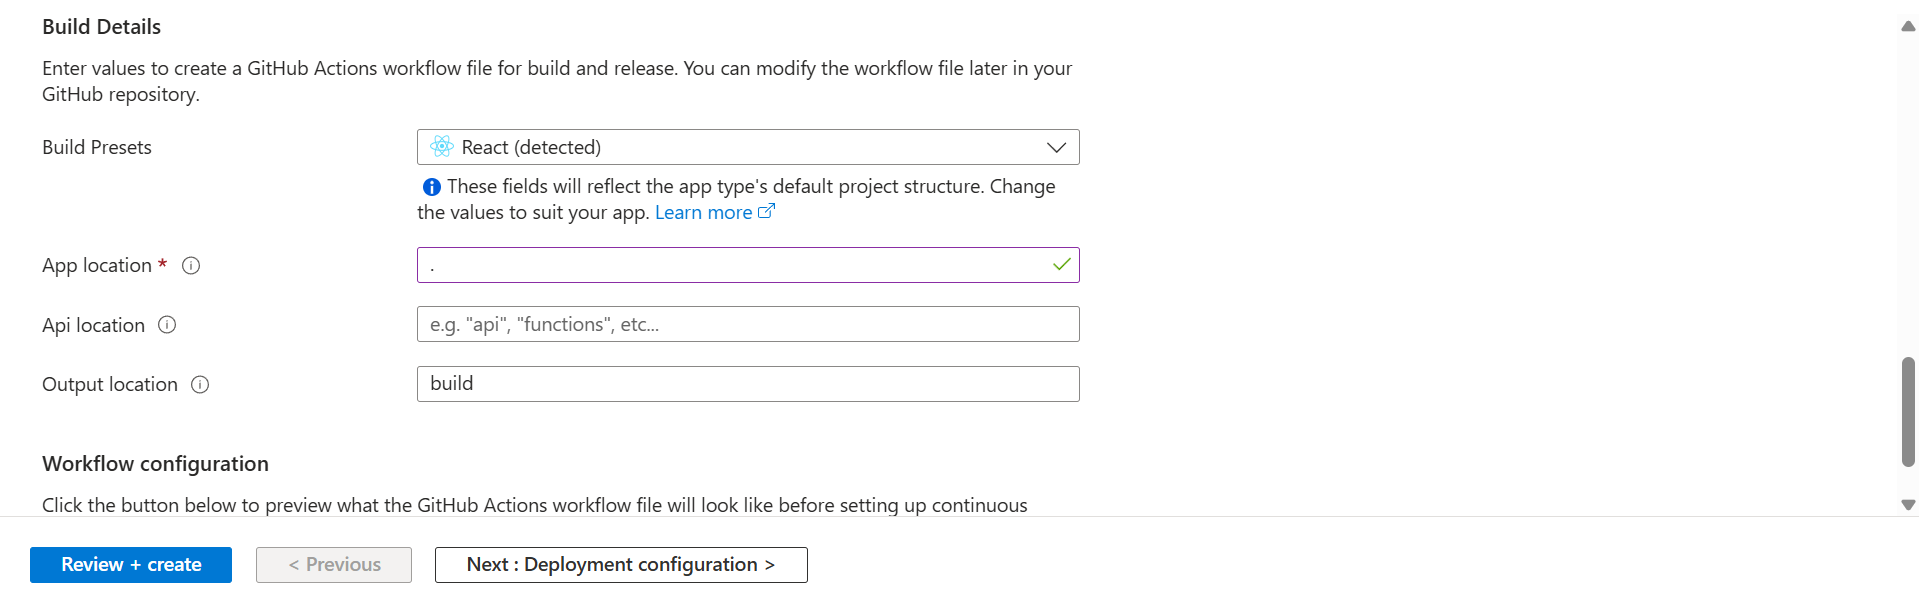 Build Details
Enter values to create a GitHub Actions workflow file for build and release. You can modify the workflow file later in your
GitHub repository.
Build Presets
React (detected)
These fields will reflect the app type's default project structure. Change
the values to suit your app. Learn more
App location *
.
Api location
e.g. "api", "functions", etc...
Output location
build
Workflow configuration
Click the button below to preview what the GitHub Actions workflow file will look like before setting up continuous
Review + create
< Previous
Next : Deployment configuration >